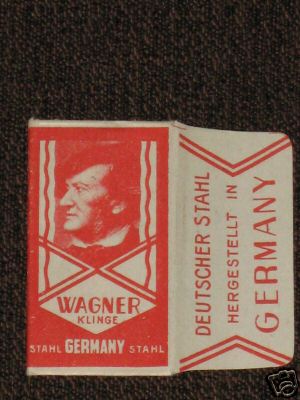 WAGNER
KLINGE
STAHL GERMANY STAHL
DEUTSCHER STAHL
HERGESTELLT IN
GERMANY